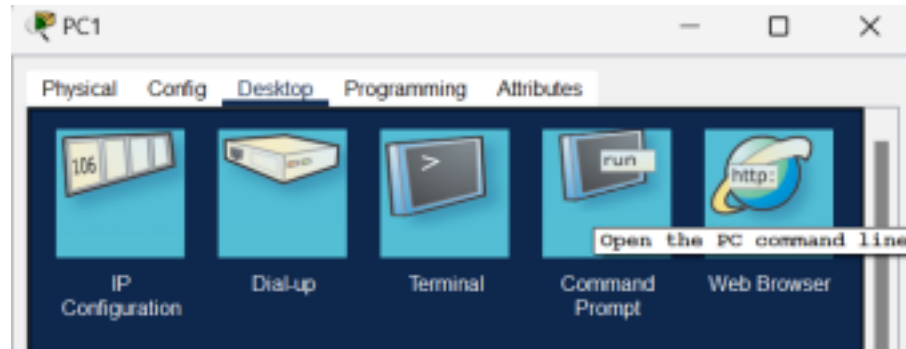 PC1
Physical Config Desktop Programming Attributes
106
>
run
http:
Open the PC command line
IP Configuration
Dial-up
Terminal
Command Prompt
Web Browser